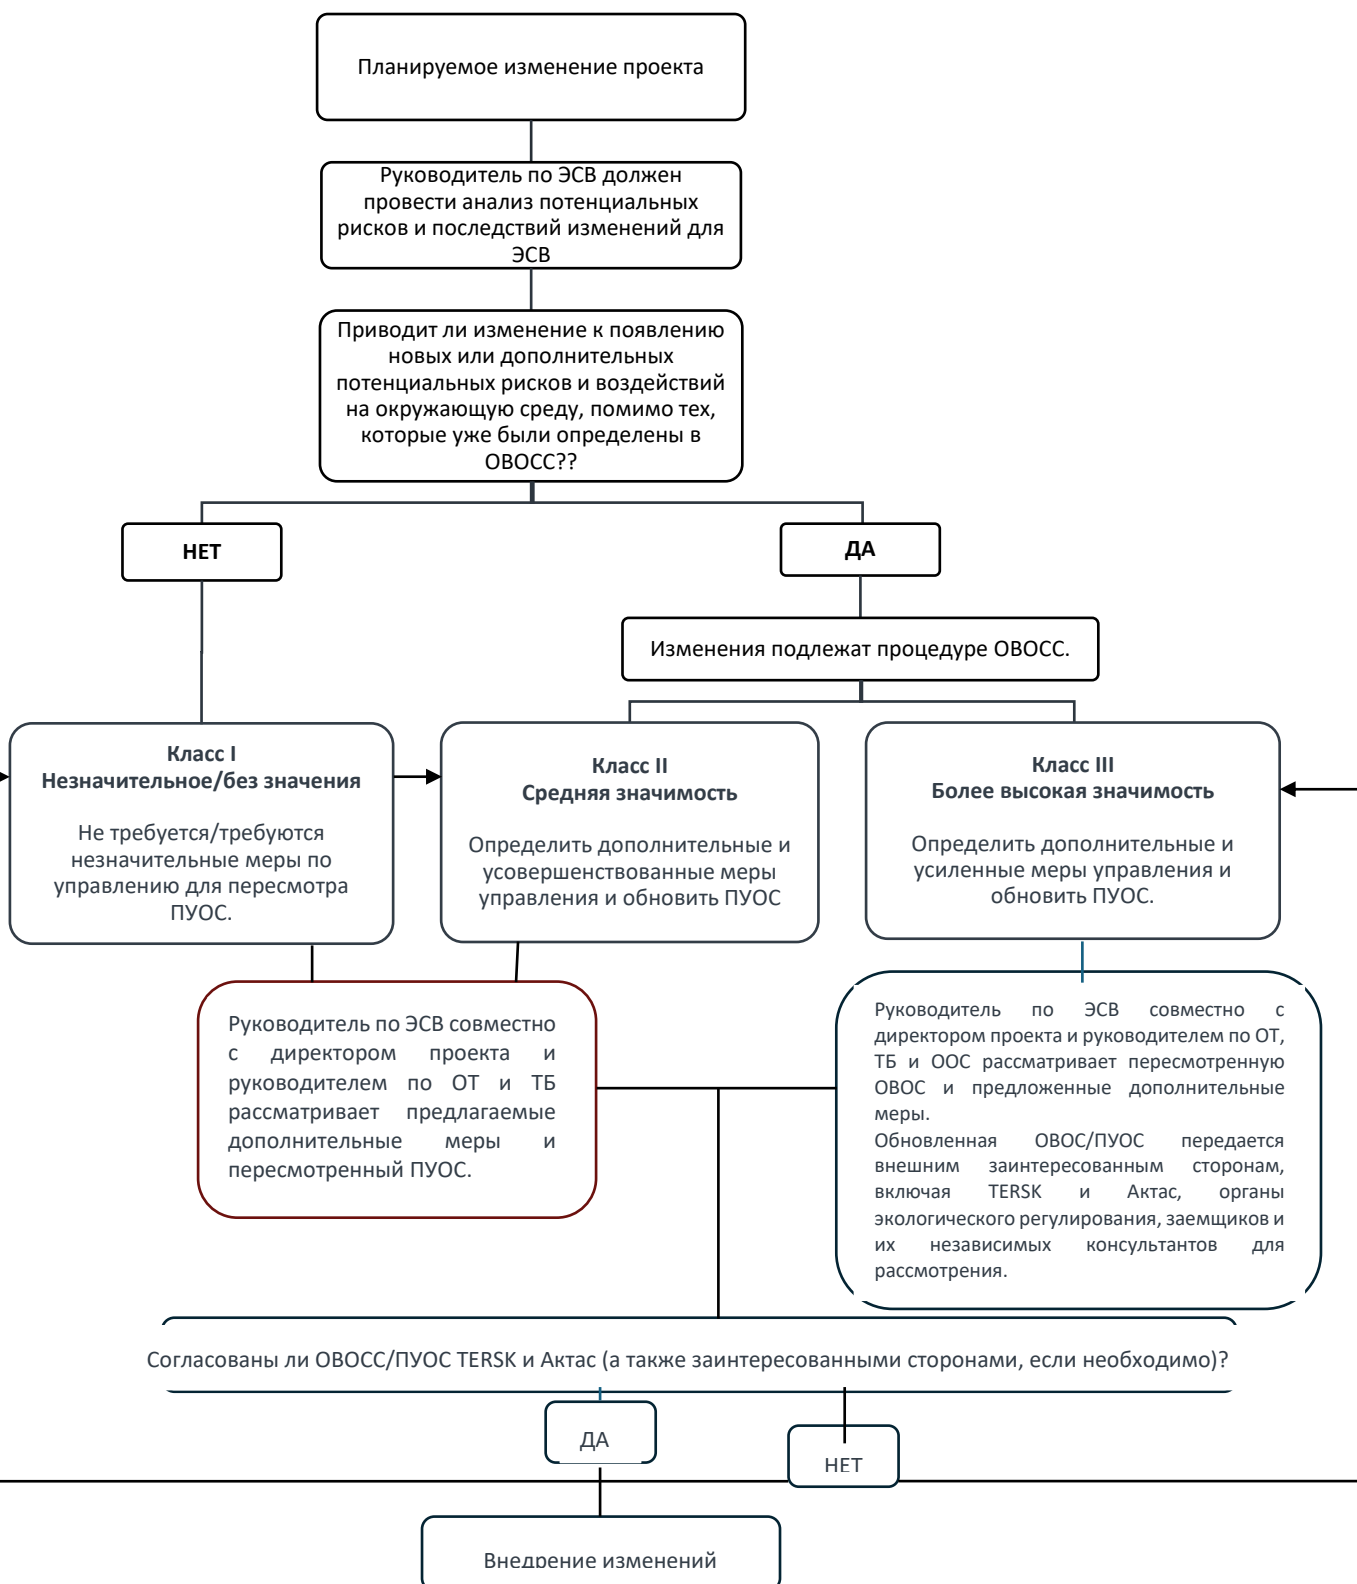 Планируемое изменение проекта
Руководитель по ЭСВ должен
провести анализ потенциальных
рисков и последствий изменений для
ЭСВ
Приводит ли изменение к появлению
новых или дополнительных
потенциальных рисков и воздействий
на окружающую среду, помимо тех,
которые уже были определены в
ОВОСС??
НЕТ
ДА
Изменения подлежат процедуре ОВОСС.
Класс I
Незначительное/без значения
Не требуется/требуются
незначительные меры по
управлению для пересмотра
ПУОС.
Класс II
Средняя значимость
Определить дополнительные и
усовершенствованные меры
управления и обновить ПУОС
Класс III
Более высокая значимость
Определить дополнительные и
усиленные меры управления и
обновить ПУОС.
Руководитель по ЭСВ совместно
с директором проекта и
руководителем по ОТ и ТБ
рассматривает предлагаемые
дополнительные меры и
пересмотренный ПУОС.
Руководитель по ЭСВ совместно с
директором проекта и руководителем по ОТ,
ТБ и ООС рассматривает пересмотренную
ОВОС и предложенные дополнительные
меры.
Обновленная ОВОС/ПУОС передается
внешним заинтересованным сторонам,
включая TERSK и Актас, органы
экологического регулирования, заемщиков и
их независимых консультантов для
рассмотрения.
Согласованы ли ОВОСС/ПУОС TERSK и Актас (а также заинтересованными сторонами, если необходимо)?
ДА
НЕТ
Внедрение изменений